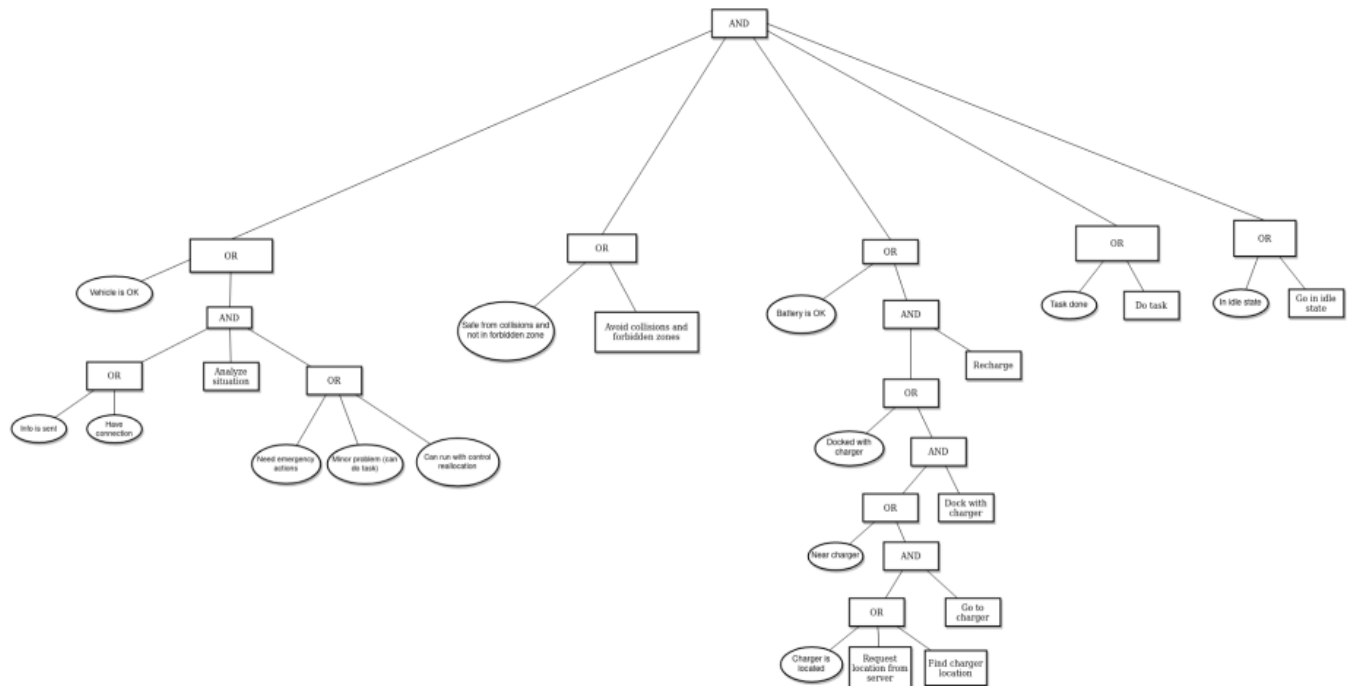 AND
OR
OR
OR
OR
OR
Vehicle is OK
AND
OR
Analyze
situation
OR
Info is sent
Have
connection
Need emergency
actions
Minor problem (can
do task)
Can run with control
reallocation
Safe from collisions and
not in forbidden zone
Avoid collisions and
forbidden zones
Battery is OK
AND
Recharge
OR
Docked with
charger
AND
OR
Dock with
charger
Near charger
AND
OR
Go to
charger
Charger is
located
Request
location from
server
Find charger
location
Task done
Do task
In idle state
Go in idle
state